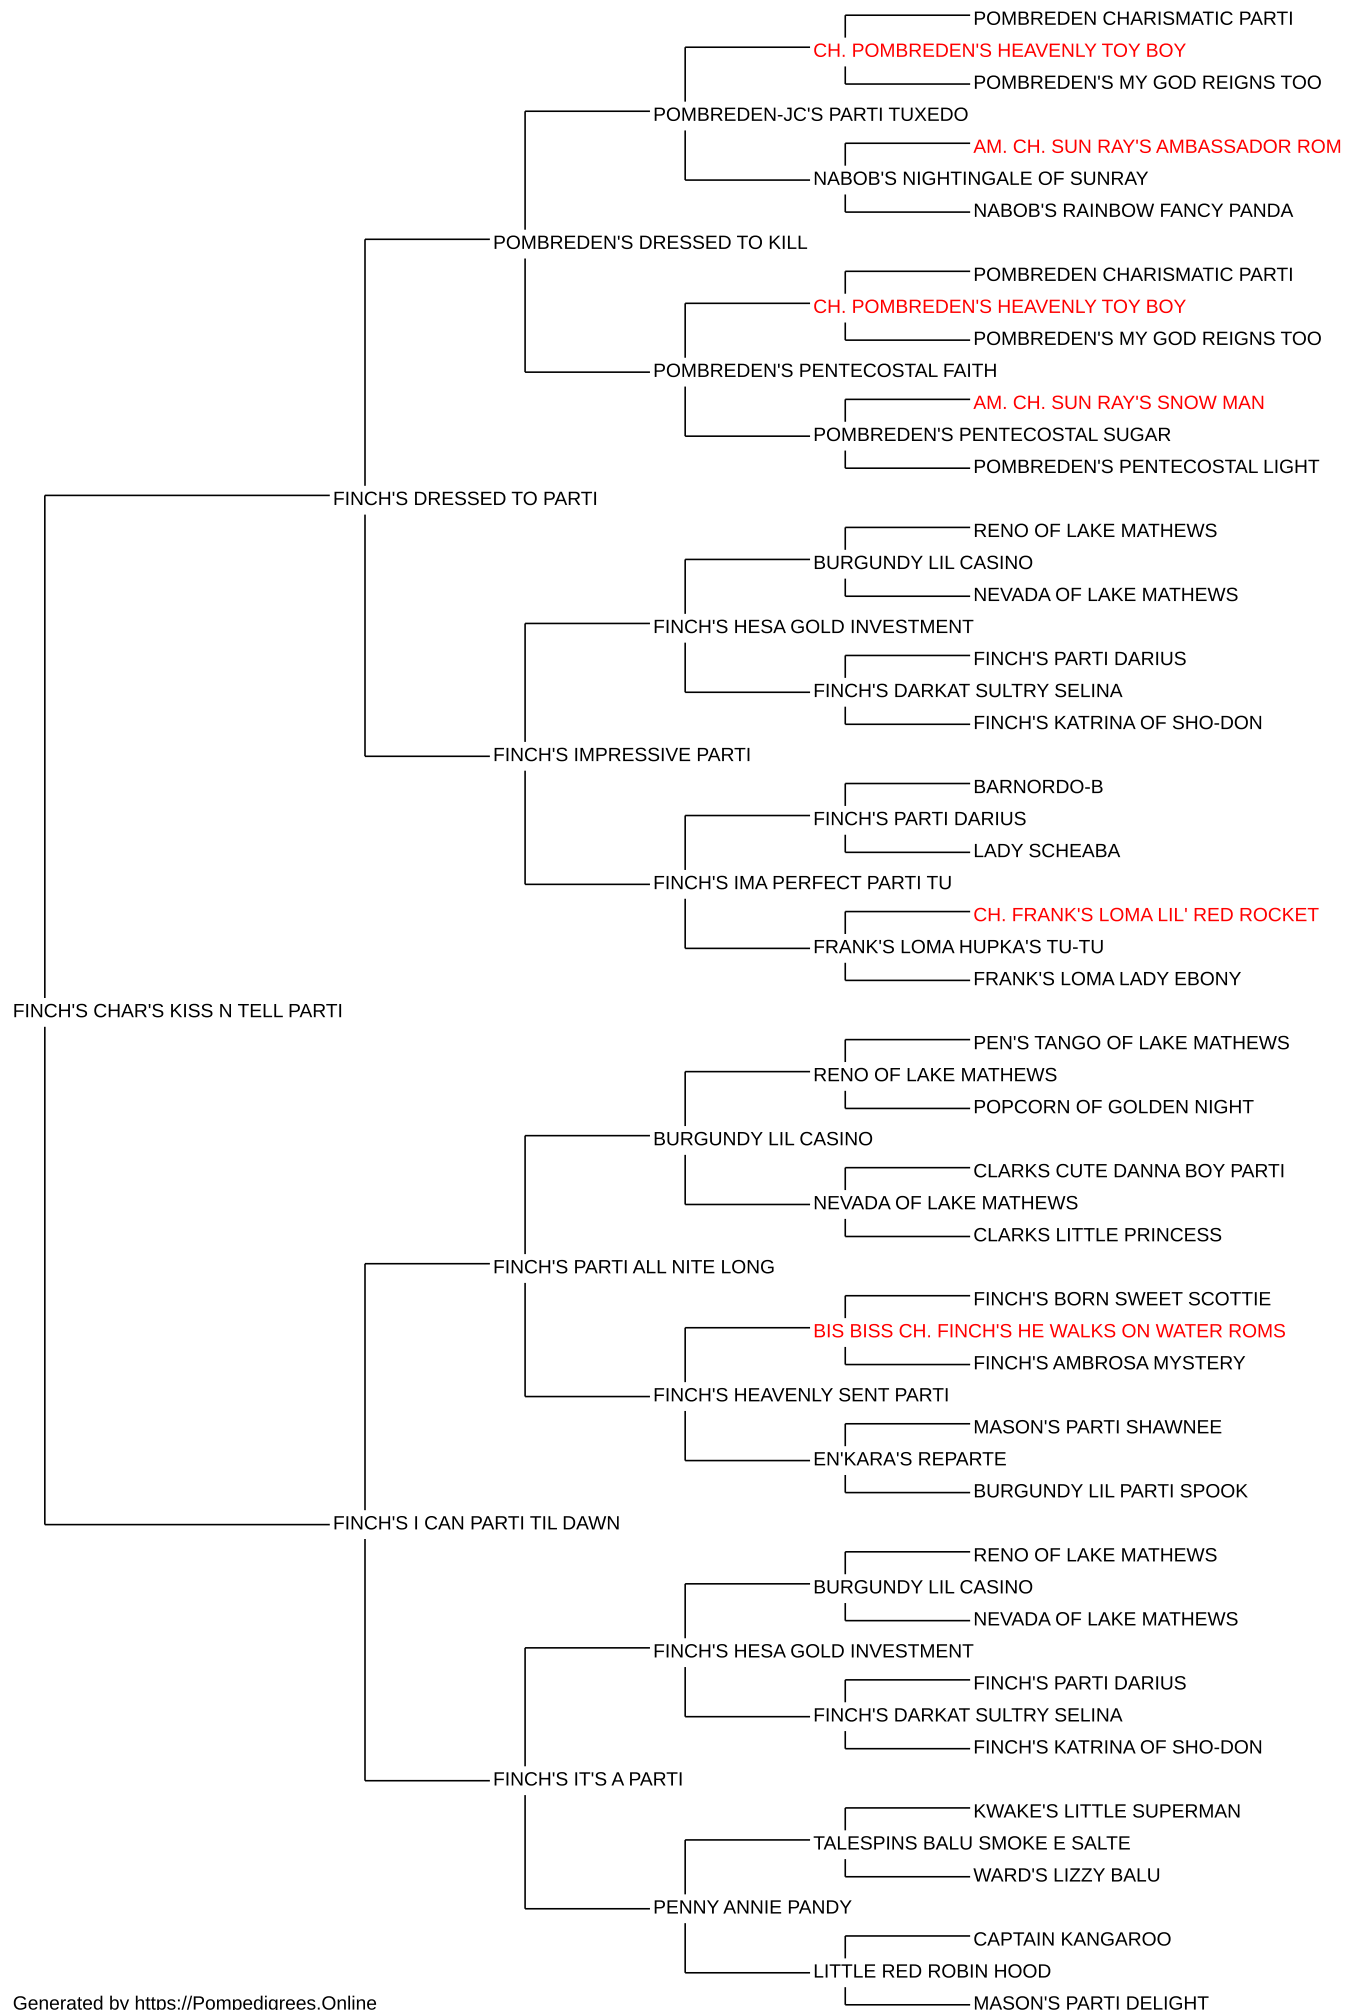 POMBREDEN CHARISMATIC PARTI
CH. POMBREDEN'S HEAVENLY TOY BOY
POMBREDEN'S MY GOD REIGNS TOO
POMBREDEN-JC'S PARTI TUXEDO
AM. CH. SUN RAY'S AMBASSADOR ROM
NABOB'S NIGHTINGALE OF SUNRAY
NABOB'S RAINBOW FANCY PANDA
POMBREDEN'S DRESSED TO KILL
POMBREDEN CHARISMATIC PARTI
CH. POMBREDEN'S HEAVENLY TOY BOY
POMBREDEN'S MY GOD REIGNS TOO
POMBREDEN'S PENTECOSTAL FAITH
AM. CH. SUN RAY'S SNOW MAN
POMBREDEN'S PENTECOSTAL SUGAR
POMBREDEN'S PENTECOSTAL LIGHT
FINCH'S DRESSED TO PARTI
RENO OF LAKE MATHEWS
BURGUNDY LIL CASINO
NEVADA OF LAKE MATHEWS
FINCH'S HESA GOLD INVESTMENT
FINCH'S PARTI DARIUS
FINCH'S DARKAT SULTRY SELINA
FINCH'S KATRINA OF SHO-DON
FINCH'S IMPRESSIVE PARTI
BARNORDO-B
FINCH'S PARTI DARIUS
LADY SCHEABA
FINCH'S IMA PERFECT PARTI TU
CH. FRANK'S LOMA LIL' RED ROCKET
FRANK'S LOMA HUPKA'S TU-TU
FRANK'S LOMA LADY EBONY
FINCH'S CHAR'S KISS N TELL PARTI
PEN'S TANGO OF LAKE MATHEWS
RENO OF LAKE MATHEWS
POPCORN OF GOLDEN NIGHT
BURGUNDY LIL CASINO
CLARKS CUTE DANNA BOY PARTI
NEVADA OF LAKE MATHEWS
CLARKS LITTLE PRINCESS
FINCH'S PARTI ALL NITE LONG
FINCH'S BORN SWEET SCOTTIE
BIS BISS CH. FINCH'S HE WALKS ON WATER ROMS
FINCH'S AMBROSA MYSTERY
FINCH'S HEAVENLY SENT PARTI
MASON'S PARTI SHAWNEE
EN'KARA'S REPARTE
BURGUNDY LIL PARTI SPOOK
FINCH'S I CAN PARTI TIL DAWN
RENO OF LAKE MATHEWS
BURGUNDY LIL CASINO
NEVADA OF LAKE MATHEWS
FINCH'S HESA GOLD INVESTMENT
FINCH'S PARTI DARIUS
FINCH'S DARKAT SULTRY SELINA
FINCH'S KATRINA OF SHO-DON
FINCH'S IT'S A PARTI
KWAKE'S LITTLE SUPERMAN
TALESPINS BALU SMOKE E SALTE
WARD'S LIZZY BALU
PENNY ANNIE PANDY
CAPTAIN KANGAROO
LITTLE RED ROBIN HOOD
MASON'S PARTI DELIGHT
Generated by https://Pompedigrees.Online